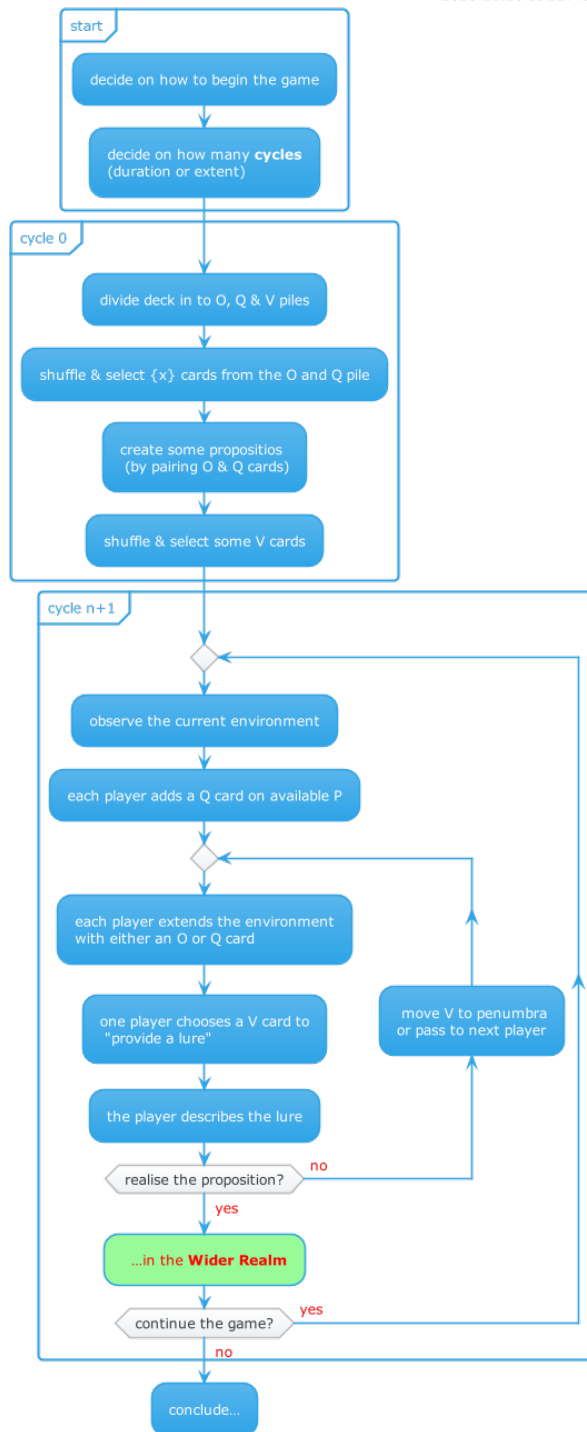 start
decide on how to begin the game
decide on how many cycles
(duration or extent)
cycle 0
divide deck in to O, Q & V piles
shuffle & select {x} cards from the O and Q pile
create some propositios
(by pairing O & Q cards)
shuffle & select some V cards
cycle n+1
observe the current environment
each player adds a Q card on available P
each player extends the environment
with either an O or Q card
one player chooses a V card to
"provide a lure"
move V to penumbra
or pass to next player
the player describes the lure
realise the proposition?
no
yes
…in the Wider Realm
continue the game?
yes
no
conclude…